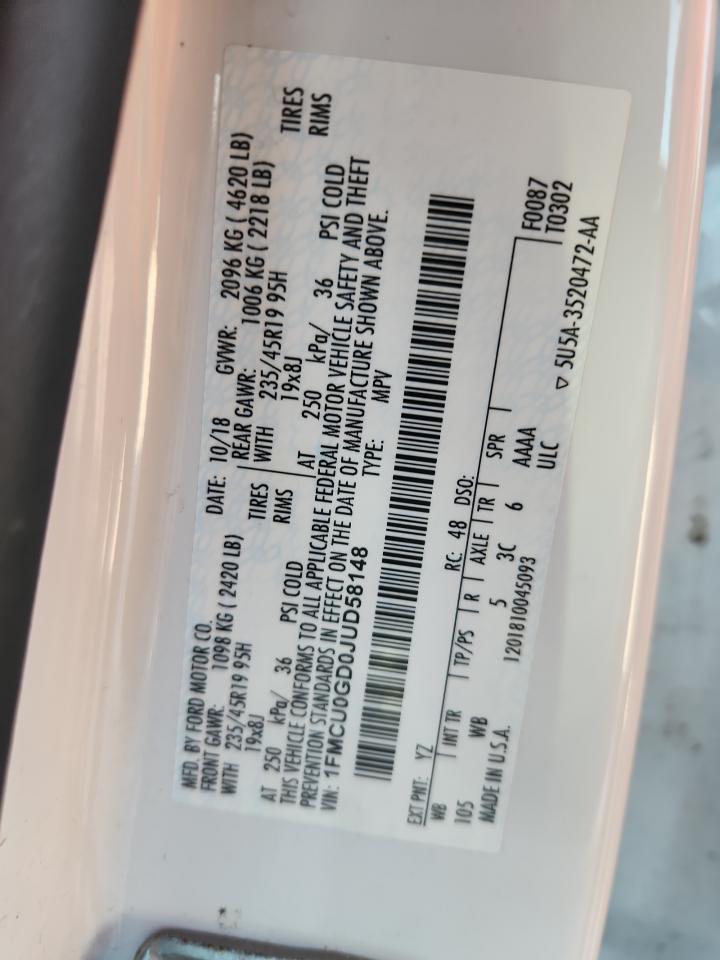 MFD. BY FORD MOTOR CO.
DATE: 10/18 GVWR: 2096 KG ( 4620 LB)
FRONT GAWR: 1098 KG ( 2420 LB) REAR GAWR: 1006 KG ( 2218 LB)
WITH 235/45R19 95H TIRES WITH 235/45R19 95H TIRES
19x8J RIMS 19x8J RIMS
AT 250 kPa/ 36 PSI COLD AT 250 kPa/ 36 PSI COLD
THIS VEHICLE CONFORMS TO ALL APPLICABLE FEDERAL MOTOR VEHICLE SAFETY AND THEFT
PREVENTION STANDARDS IN EFFECT ON THE DATE OF MANUFACTURE SHOWN ABOVE.
VIN: 1FMCU0GD0JUD58148 TYPE: MPV
EXT PNT: YZ RC: 48 DSO:
WB INT TR TP/PS R AXLE TR SPR
F0087
T0302
105 WB 5 3C 6 AAAA
ULC
MADE IN U.S.A. 1201810045093
▽ 5U5A-3520472-AA